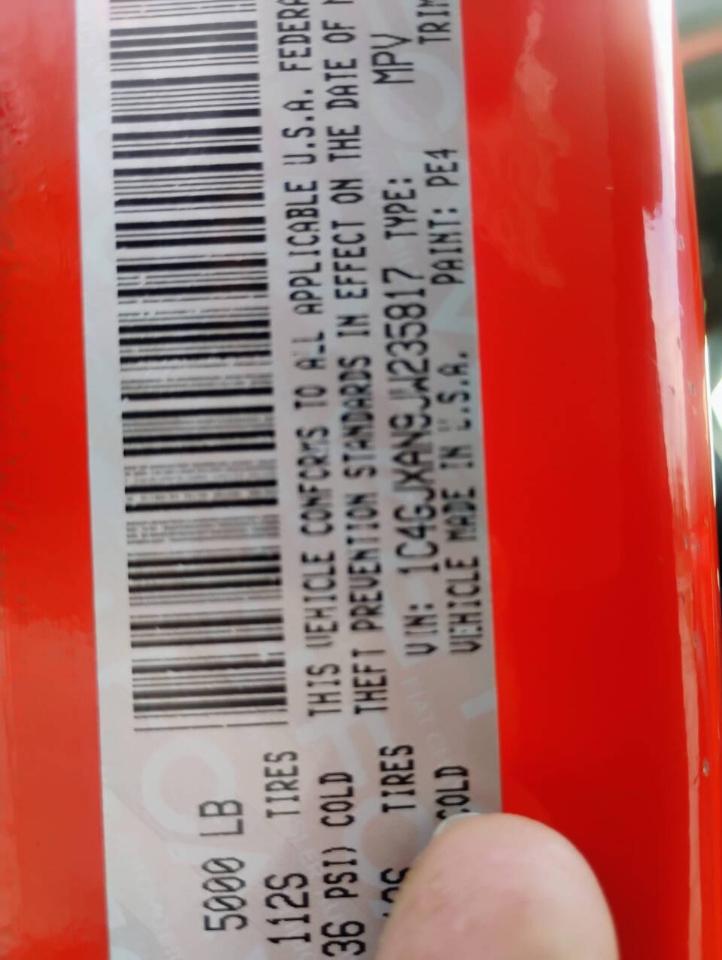 5000 LB
112S TIRES
36 PSI) COLD
TIRES
COLD
THIS VEHICLE CONFORMS TO ALL APPLICABLE U.S.A.
THEFT PREVENTION STANDARDS IN EFFECT ON THE DATE OF
VIN: 1C4GJXAN9JW235817 TYPE: MPV
VEHICLE MADE IN U.S.A. PAINT: PE4